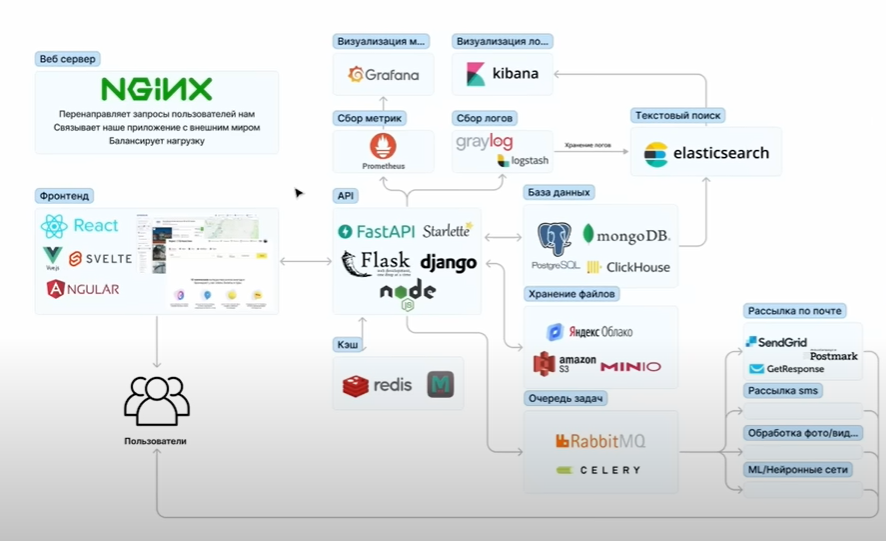 Веб сервер
NGINX
Перенаправляет запросы пользователей нам
Связывает наше приложение с внешним миром
Балансирует нагрузку
Визуализация м...
Grafana
Визуализация ло...
kibana
Сбор метрик
Prometheus
Сбор логов
graylog
logstash
Хранение логов
Текстовый поиск
elasticsearch
Фронтенд
React
Vue.js
SVELTE
ANGULAR
API
FastAPI
Starlette
Flask
django
node
JS
База данных
PostgreSQL
mongoDB.
ClickHouse
Хранение файлов
Яндекс Облако
amazon
S3
MINIO
Кэш
redis
M
Очередь задач
RabbitMQ
CELERY
Рассылка по почте
SendGrid
Postmark
GetResponse
Рассылка sms
Обработка фото/вид...
ML/Нейронные сети
Пользователи